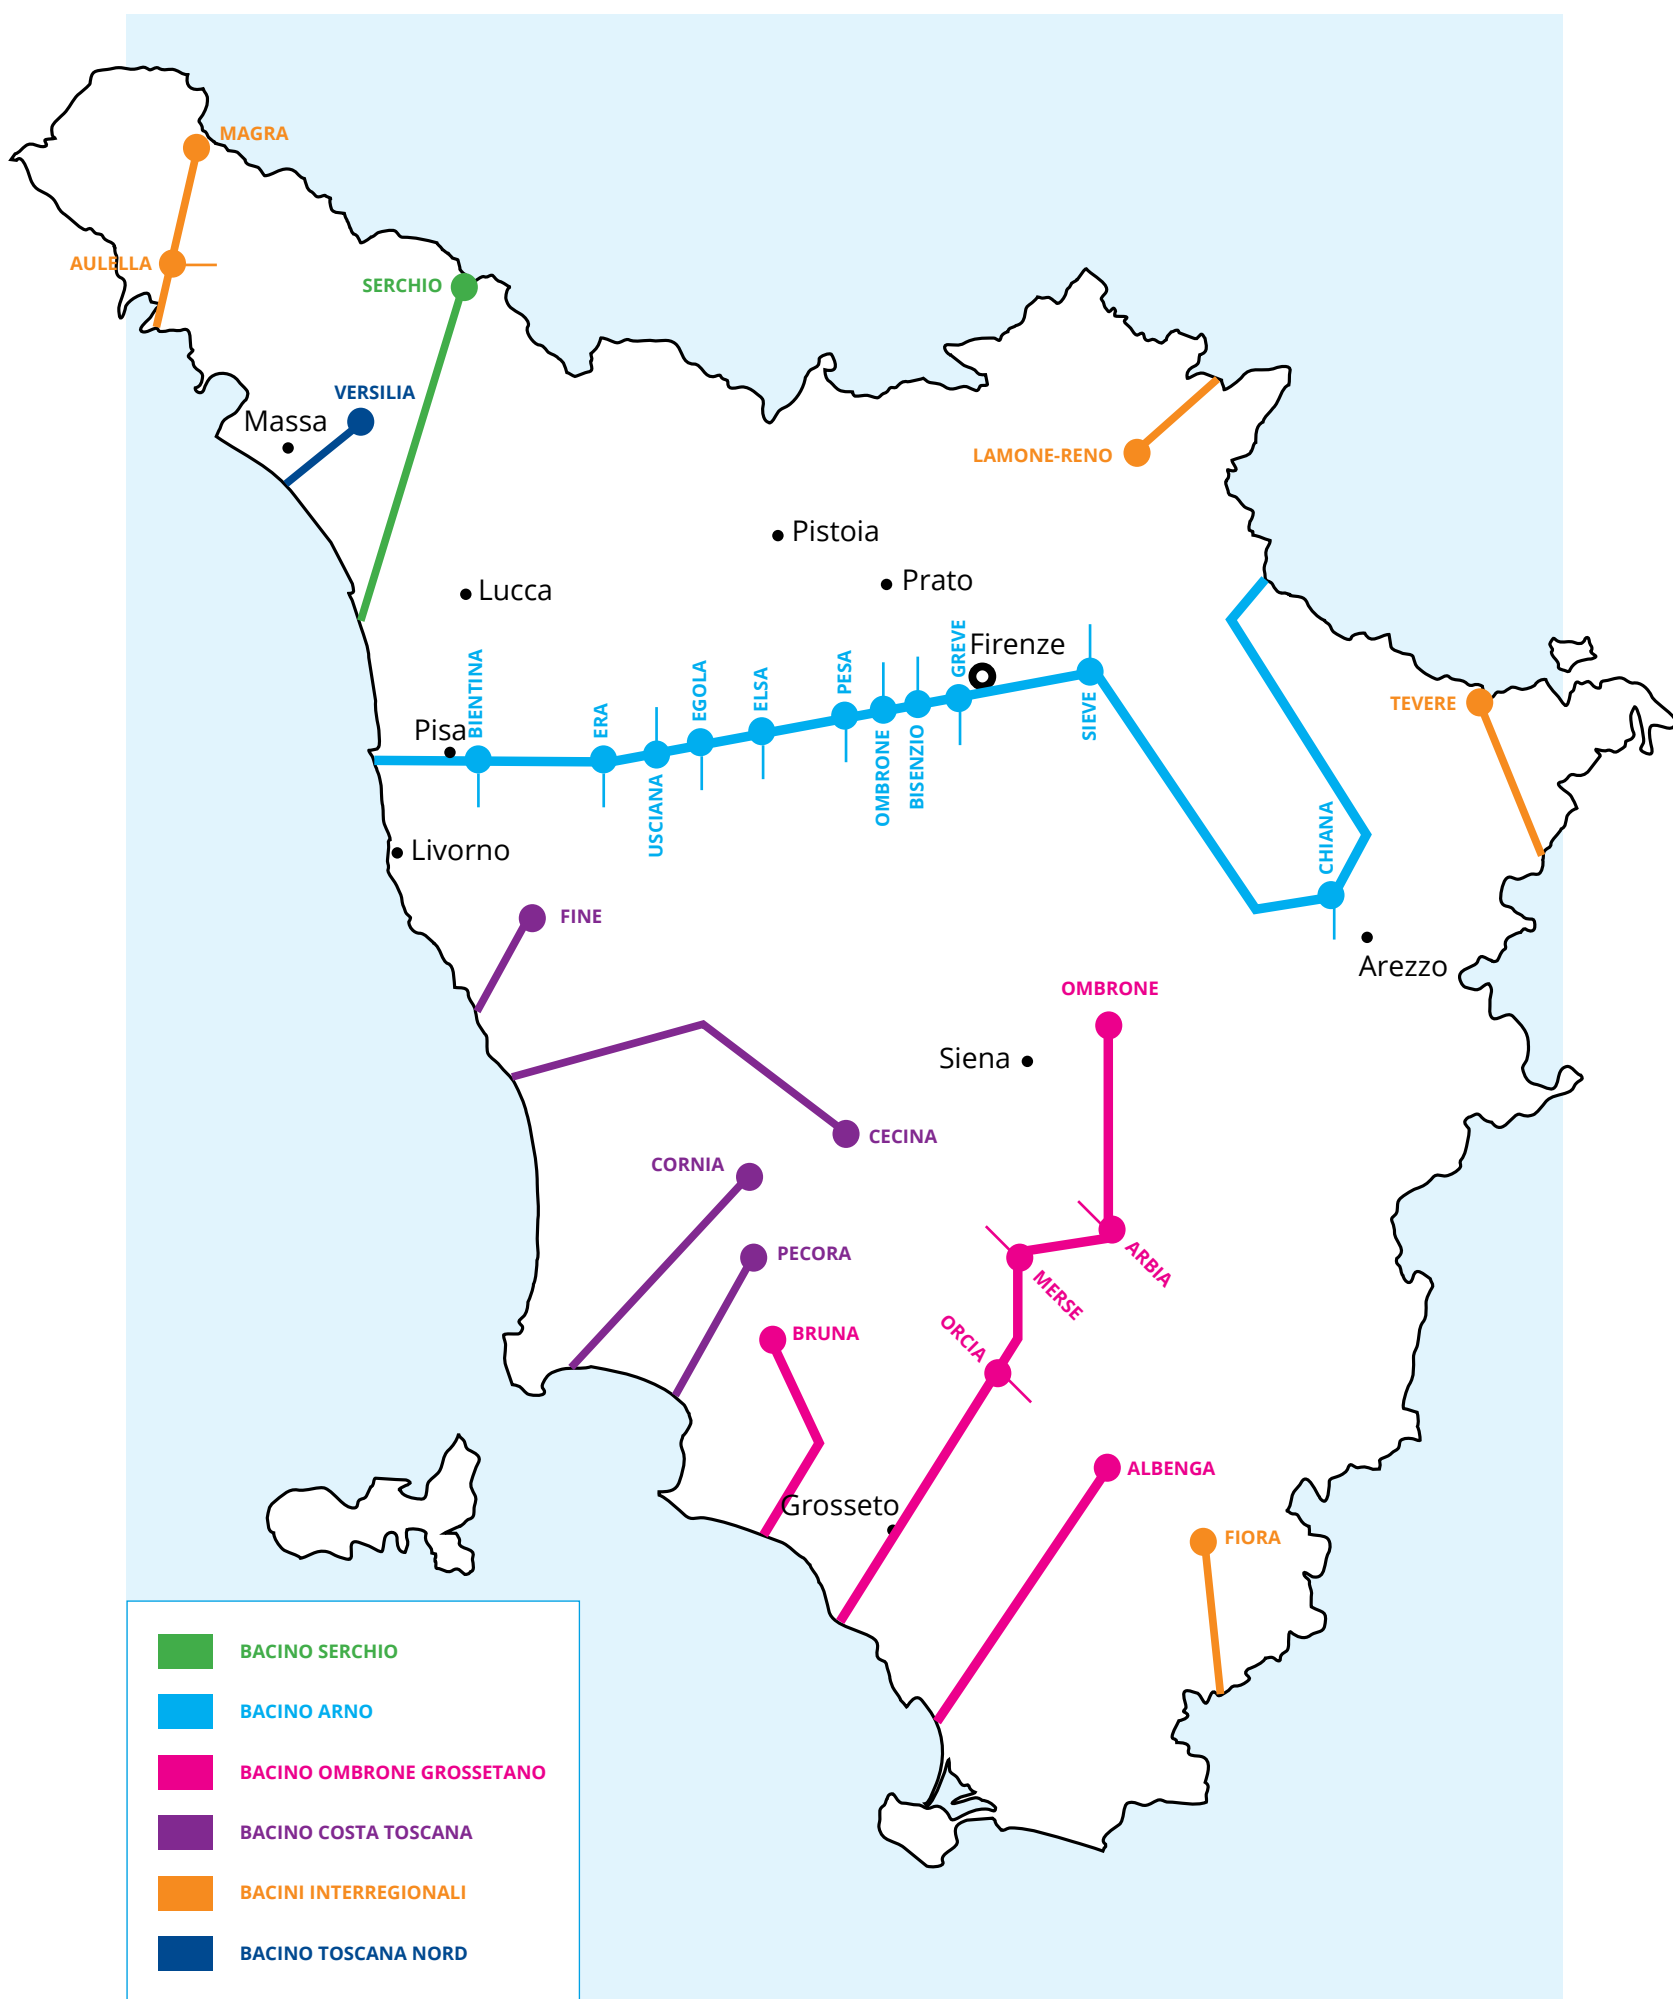 MAGRA
AULELLA
SERCHIO
VERSILIA
Massa
LAMONE-RENO
Pistoia
Prato
Lucca
Firenze
BIENTINA
ERA
USCIANA
EGOLA
ELSA
PESA
OMBRONE
BISENZIO
GREVE
SIEVE
TEVERE
Pisa
CHIANA
Livorno
FINE
Arezzo
OMBRONE
Siena
CECINA
CORNIA
ARBIA
PECORA
MERSE
BRUNA
ORCIA
ALBENGA
Grosseto
FIORA
BACINO SERCHIO
BACINO ARNO
BACINO OMBRONE GROSSETANO
BACINO COSTA TOSCANA
BACINI INTERREGIONALI
BACINO TOSCANA NORD